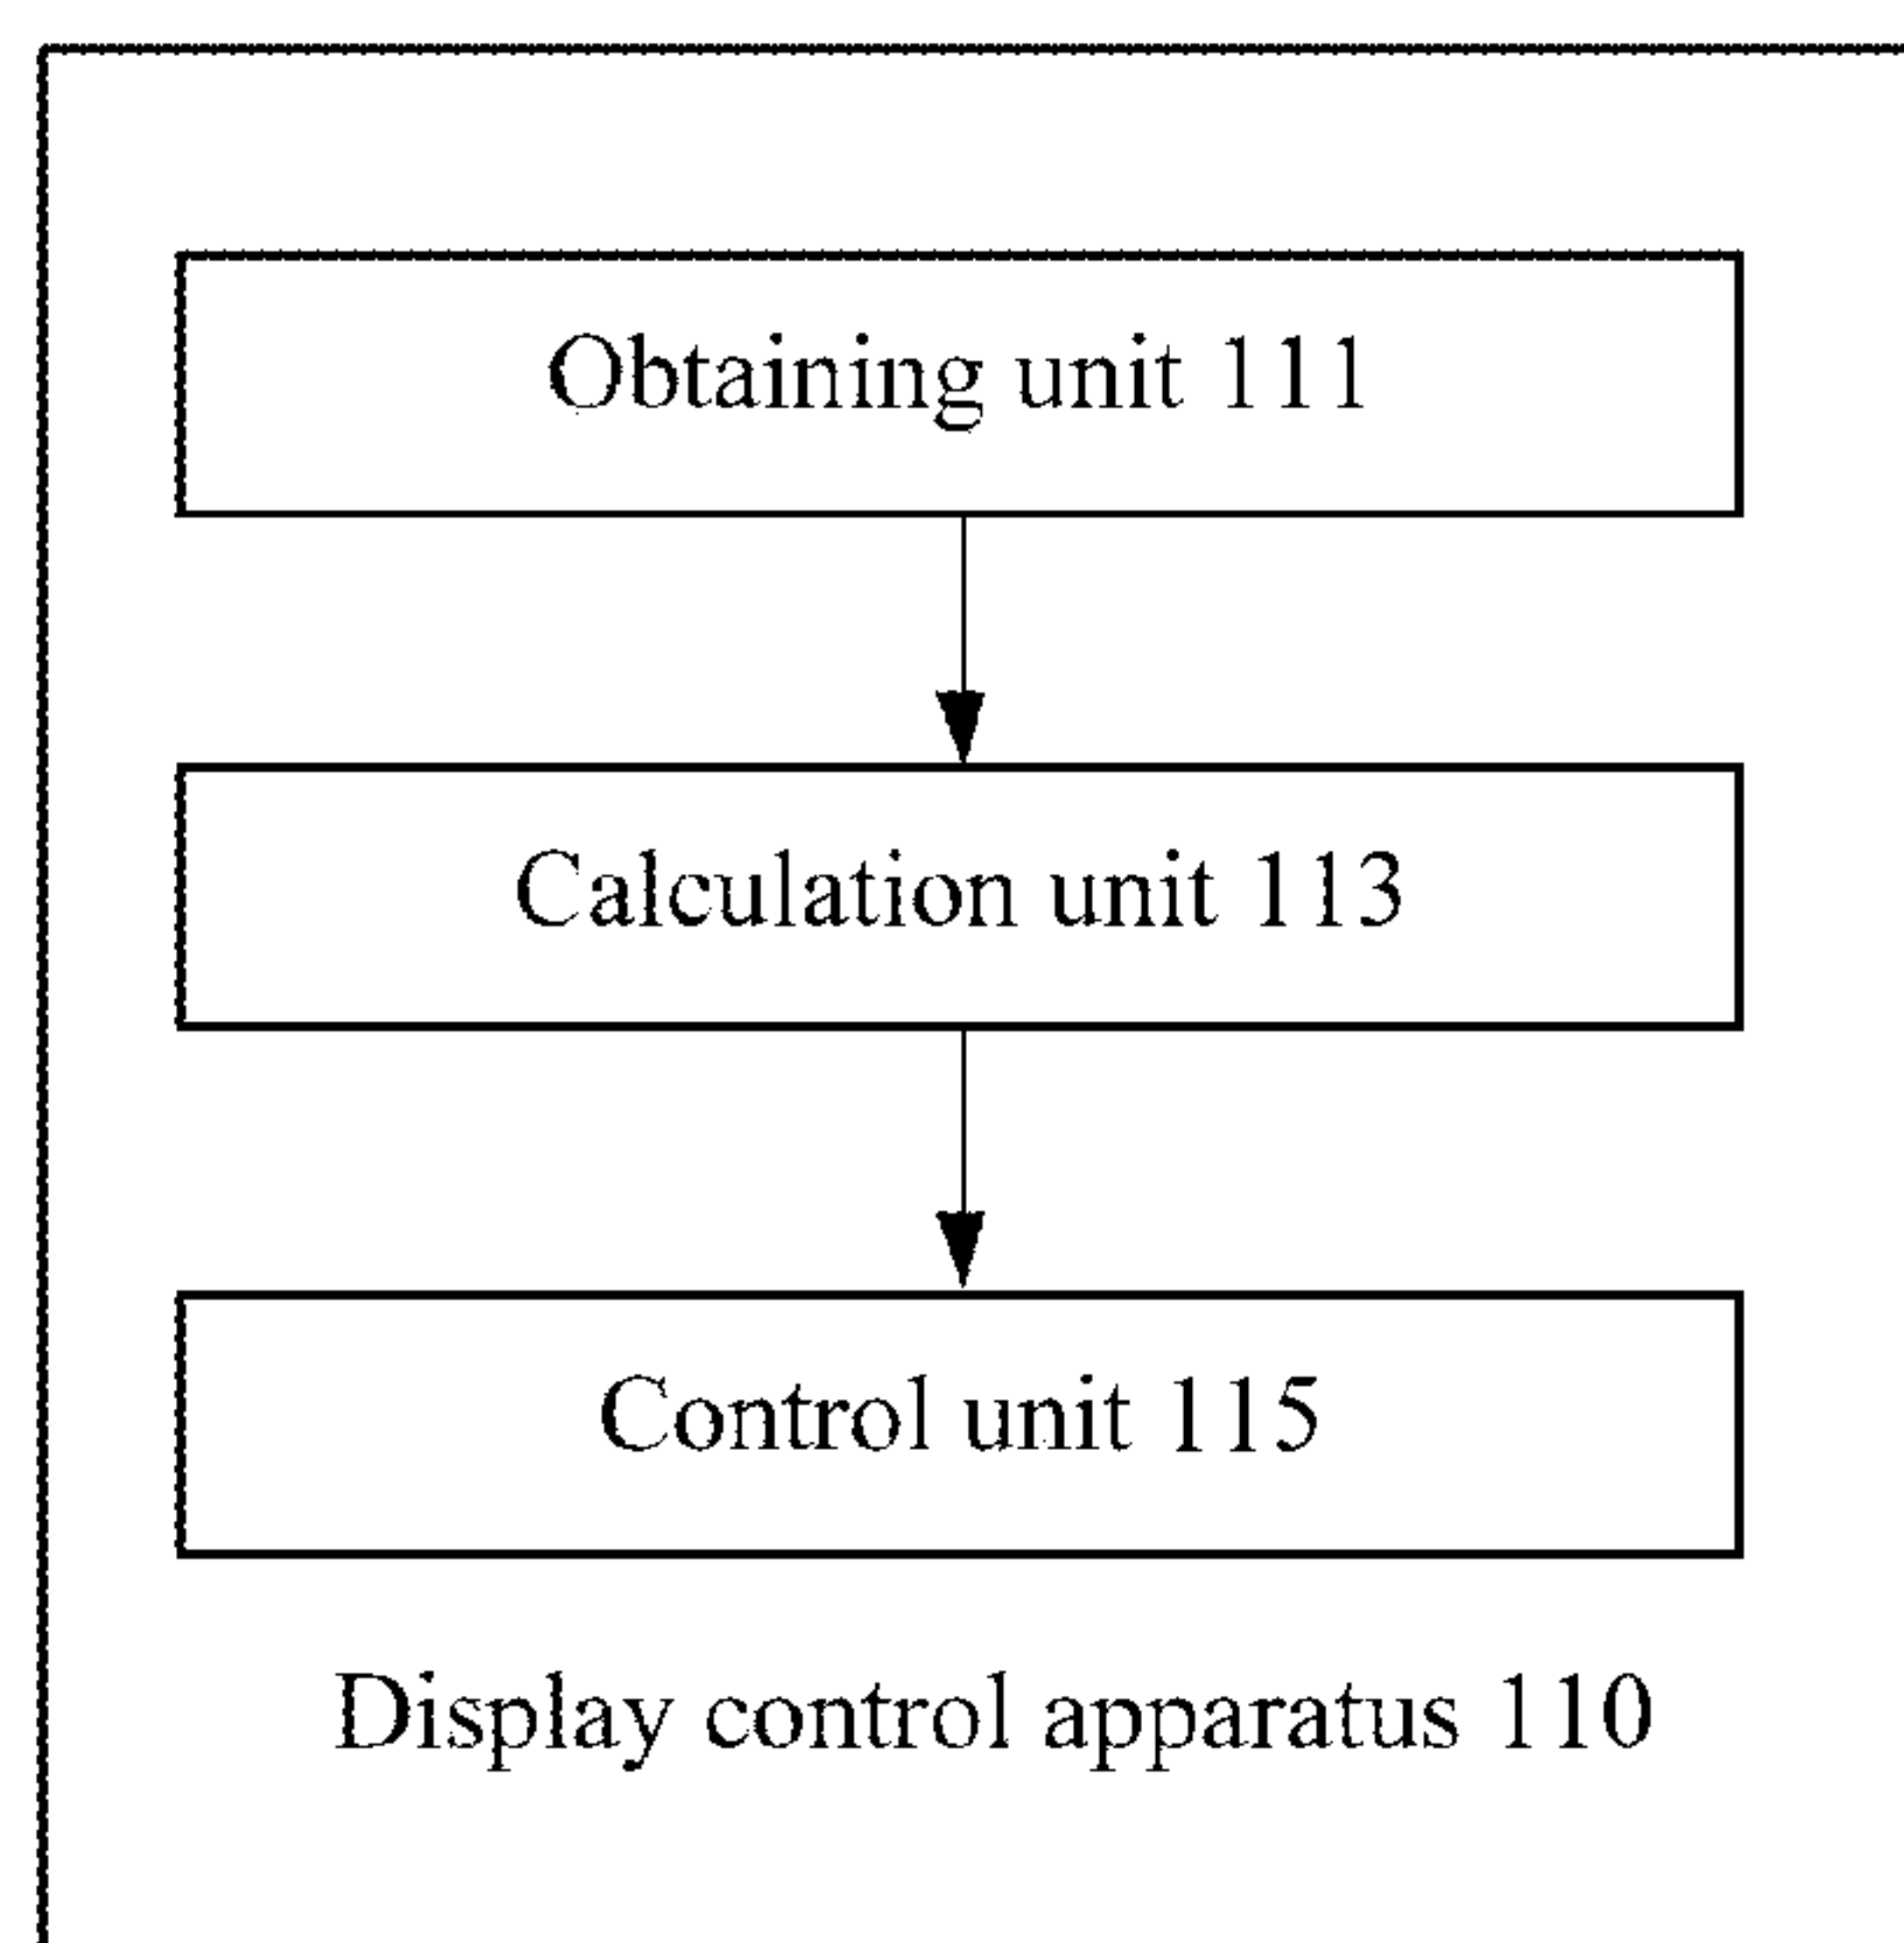 Obtaining unit 111
Calculation unit 113
Control unit 115
Display control apparatus 110